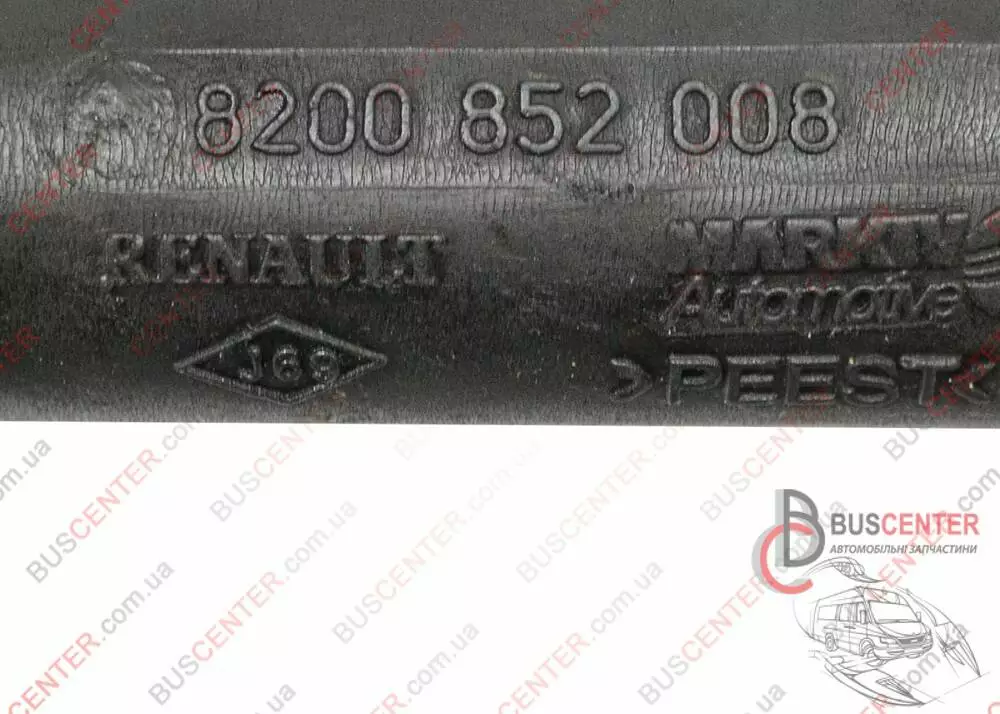 8200 852 008
RENAULT
J69
MARK IV
Automotive
>PEEST<
BUSCENTER
АВТОМОБІЛЬНІ ЗАПЧАСТИНИ
BUSCENTER.com.ua